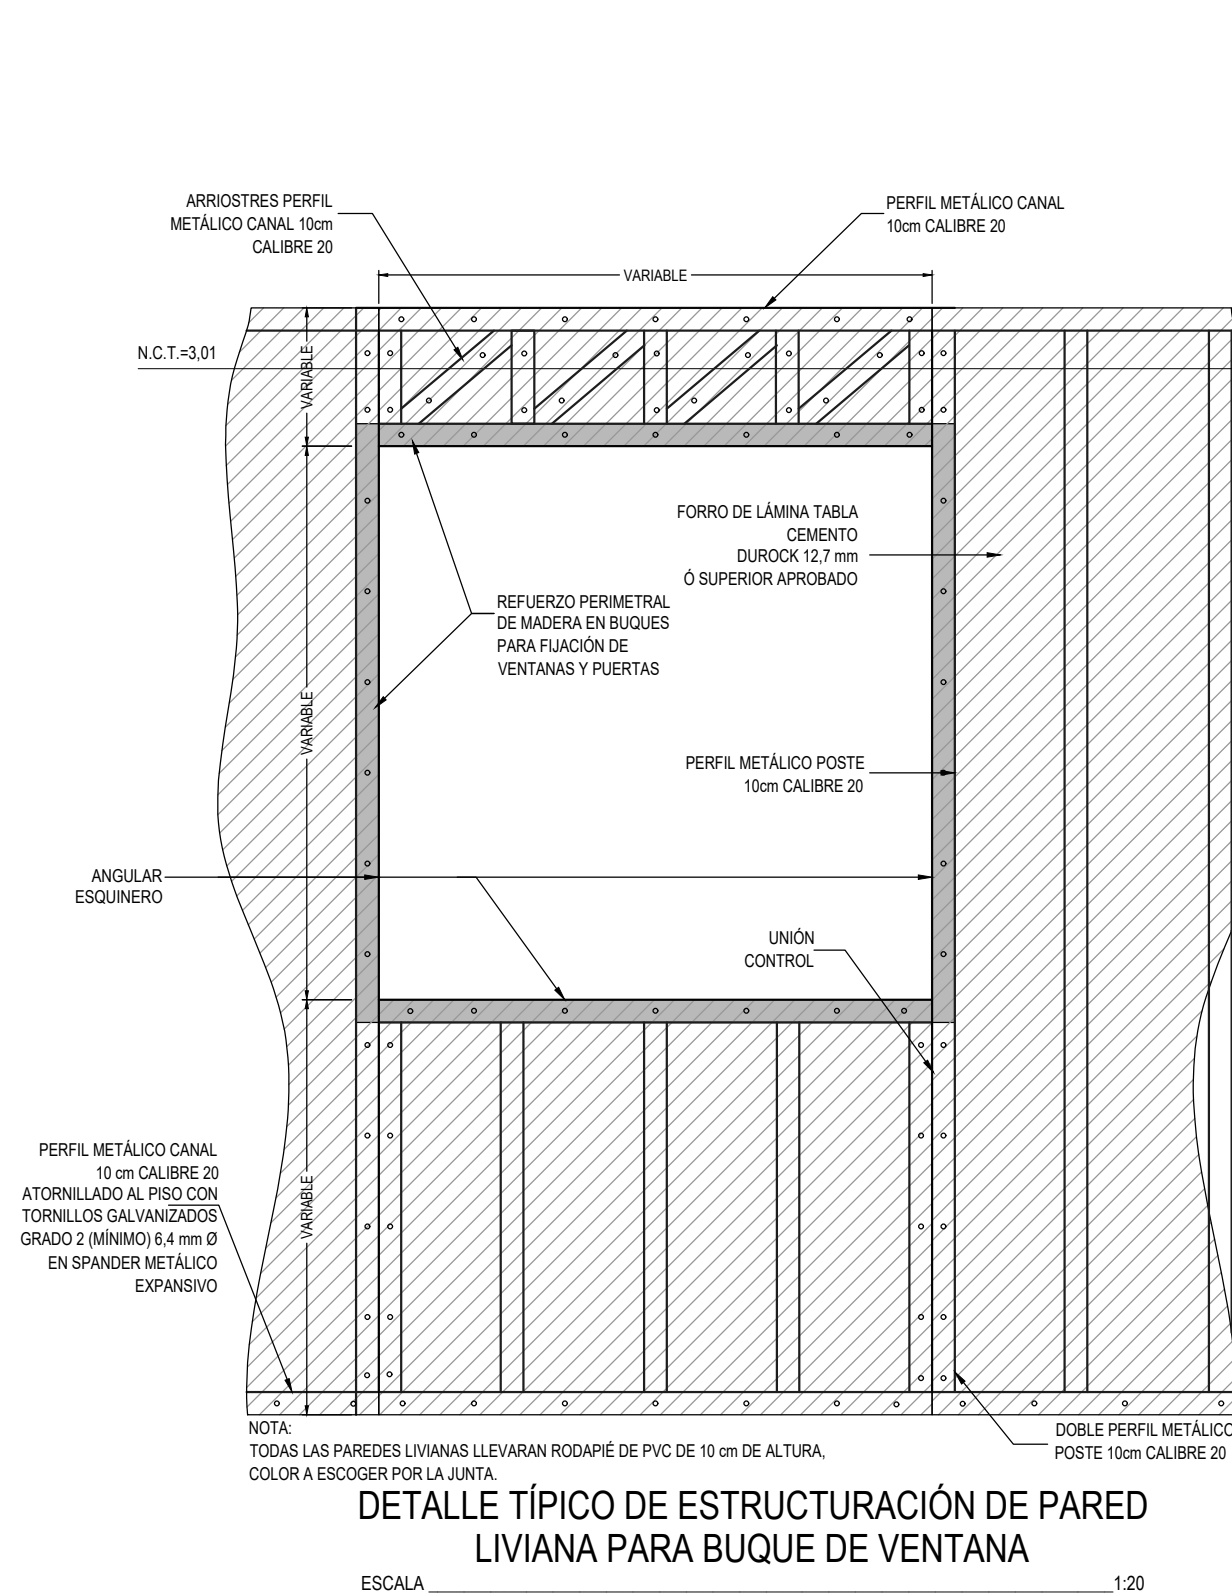 ARRIOSTRES PERFIL
METÁLICO CANAL 10cm
CALIBRE 20
PERFIL METÁLICO CANAL
10cm CALIBRE 20
VARIABLE
N.C.T.=3,01
VARIABLE
FORRO DE LÁMINA TABLA
CEMENTO
DUROCK 12,7 mm
Ó SUPERIOR APROBADO
REFUERZO PERIMETRAL
DE MADERA EN BUQUES
PARA FIJACIÓN DE
VENTANAS Y PUERTAS
VARIABLE
PERFIL METÁLICO POSTE
10cm CALIBRE 20
ANGULAR
ESQUINERO
UNIÓN
CONTROL
PERFIL METÁLICO CANAL
10 cm CALIBRE 20
ATORNILLADO AL PISO CON
TORNILLOS GALVANIZADOS
GRADO 2 (MÍNIMO) 6,4 mm Ø
EN SPANDER METÁLICO
EXPANSIVO
VARIABLE
NOTA:
TODAS LAS PAREDES LIVIANAS LLEVARAN RODAPIÉ DE PVC DE 10 cm DE ALTURA,
COLOR A ESCOGER POR LA JUNTA.
DOBLE PERFIL METÁLICO
POSTE 10cm CALIBRE 20
DETALLE TÍPICO DE ESTRUCTURACIÓN DE PARED
LIVIANA PARA BUQUE DE VENTANA
ESCALA 1:20